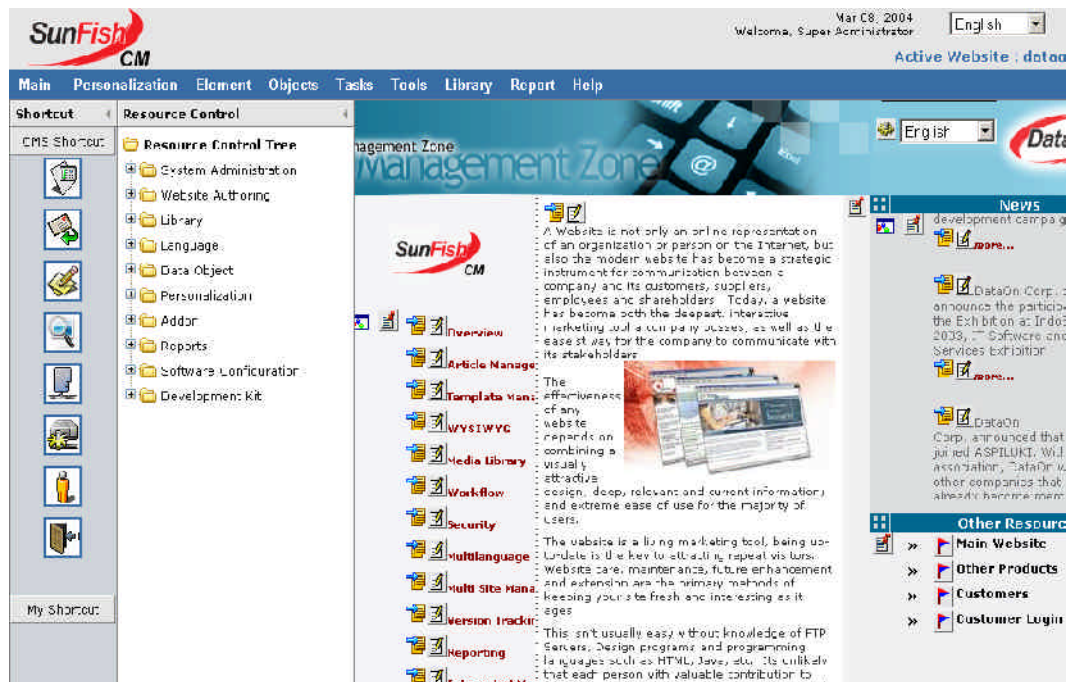 SunFish
CM
Mar 08, 2004
Welcome, Super Administrator
English
Active Website :
Main Personalization Element Objects Tasks Tools Library Report Help
Shortcut
Resource Control
CMS Shortcut
Resource Control Tree
System Administration
Website Authoring
Library
Language
Data Object
Personalization
Addon
Reports
Software Configuration
Development Kit
My Shortcut
nagement Zone
Management Zone
English
Data
SunFish
CM
Overview
Article Manage
Template Mana
WYSIWYG
Media Library
Workflow
Security
Multilanguage
Multi Site Mana
Version Trackin
Reporting
A Website is not only an online representation
of an organization or person on the Internet, but
also the modern website has become a strategic
instrument for communication between a
company and its customers, suppliers,
employees and shareholders. Today, a website
has become both the deepest, interactive
marketing tool a company posses, as well as the
easiest way for the company to communicate with
its stakeholders
The
effectiveness
of any
website
depends on
combining a
visually
attractive
design, deep, relevant and current information,
and extreme ease of use for the majority of
users.
The website is a living marketing tool, being up-
to-date is the key to attracting repeat visitors.
Website care, maintenance, future enhancement
and extension are the primary methods of
keeping your site fresh and interesting as it
ages
This isn't usually easy without knowledge of FTP
Servers, Design programs and programming
languages such as HTML, Java, etc. Its unlikely
that each person with valuable contribution to
News
development campaig
more...
DataOn Corp.
announce the particip
the Exhibition at Indo
2003, IT Software and
Services Exhibition
more...
DataOn
Corp. announced that
joined ASPILUKI. With
association, DataOn
other companies that
already become mem
Other Resourc
» Main Website
» Other Products
» Customers
» Customer Login